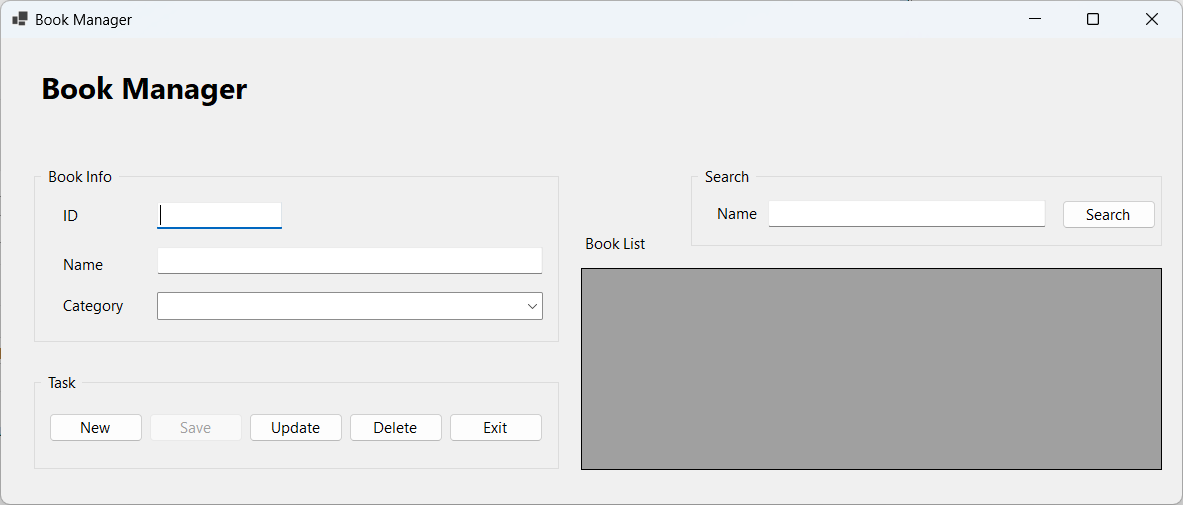 Book Manager
Book Manager
Book Info
ID
Name
Category
Task
New Save Update Delete Exit
Search
Name Search
Book List